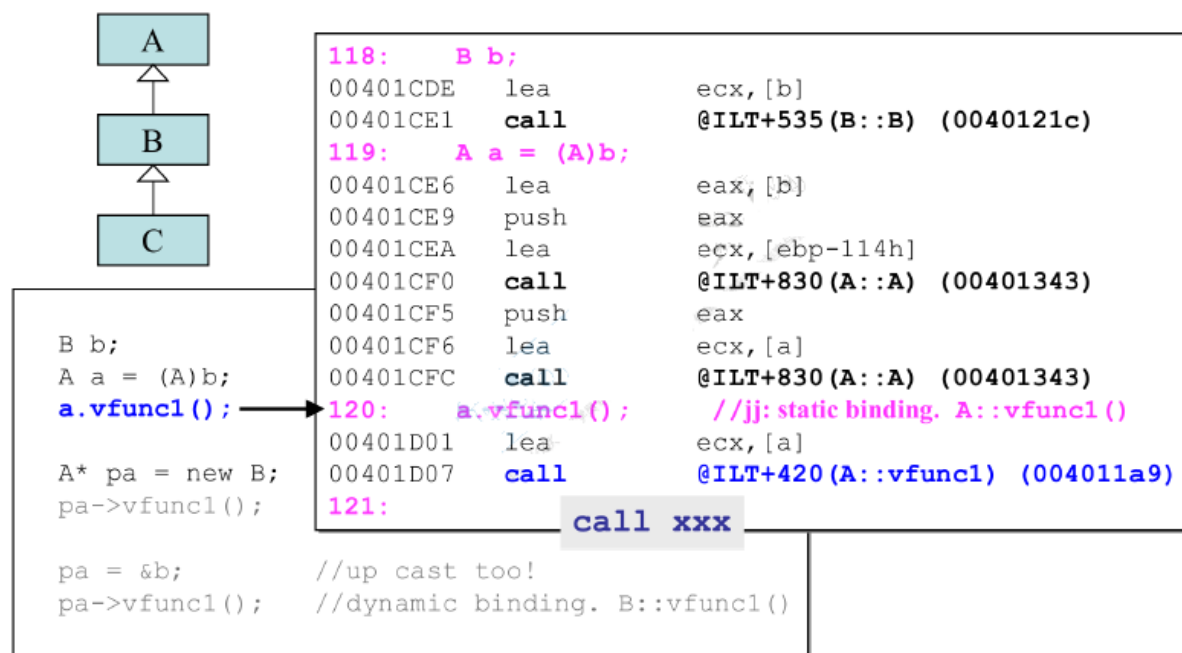 A
B
C
118:    B b;
00401CDE   lea         ecx,[b]
00401CE1   call        @ILT+535(B::B) (0040121c)
119:    A a = (A)b;
00401CE6   lea         eax,[b]
00401CE9   push        eax
00401CEA   lea         ecx,[ebp-114h]
00401CF0   call        @ILT+830(A::A) (00401343)
00401CF5   push        eax
00401CF6   lea         ecx,[a]
00401CFC   call        @ILT+830(A::A) (00401343)
120:    a.vfunc1();     //jj: static binding. A::vfunc1()
00401D01   lea         ecx,[a]
00401D07   call        @ILT+420(A::vfunc1) (004011a9)
121:
call xxx
B b;
A a = (A)b;
a.vfunc1();
A* pa = new B;
pa->vfunc1();
pa = &b;        //up cast too!
pa->vfunc1();   //dynamic binding. B::vfunc1()